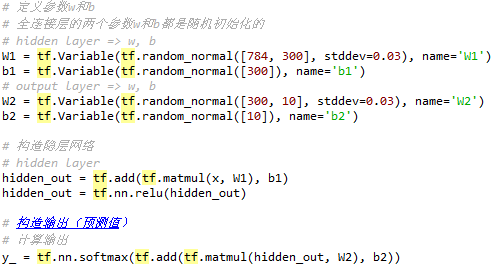 # 定义参数w和b
# 全连接层的两个参数w和b都是随机初始化的
# hidden layer => w, b
W1 = tf.Variable(tf.random_normal([784, 300], stddev=0.03), name='W1')
b1 = tf.Variable(tf.random_normal([300]), name='b1')
# output layer => w, b
W2 = tf.Variable(tf.random_normal([300, 10], stddev=0.03), name='W2')
b2 = tf.Variable(tf.random_normal([10]), name='b2')
# 构造隐层网络
# hidden layer
hidden_out = tf.add(tf.matmul(x, W1), b1)
hidden_out = tf.nn.relu(hidden_out)
# 构造输出（预测值）
# 计算输出
y_ = tf.nn.softmax(tf.add(tf.matmul(hidden_out, W2), b2))